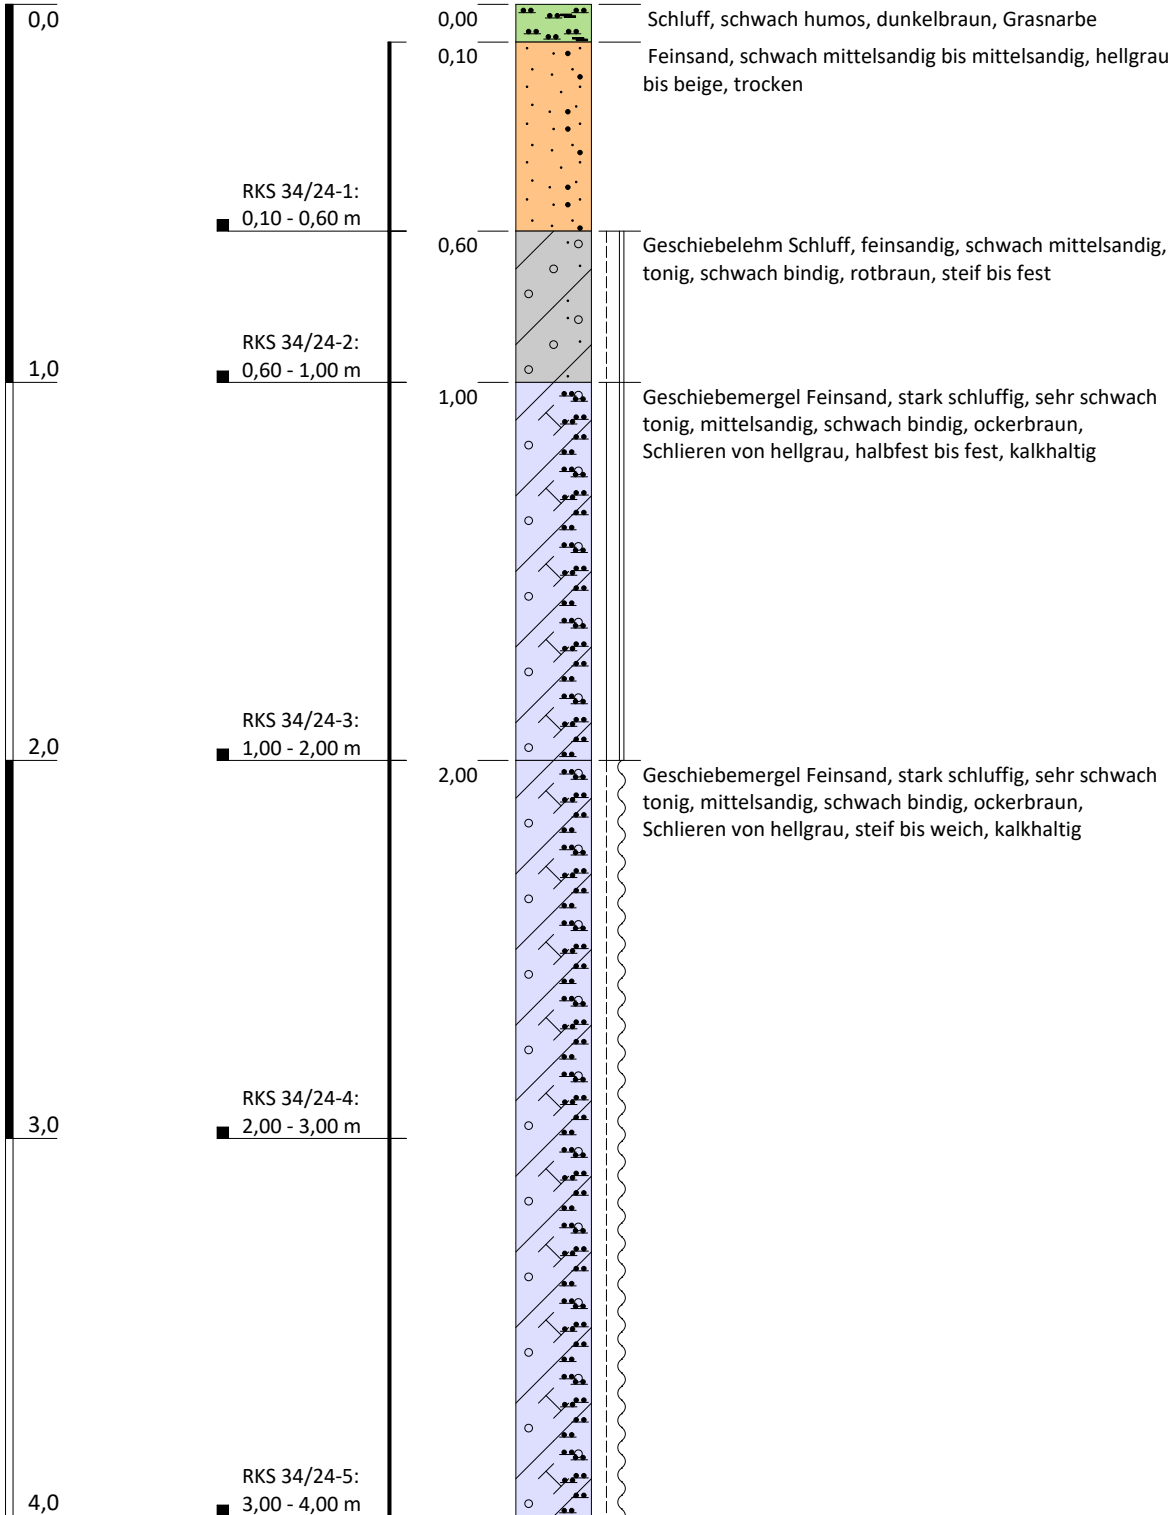 0,0
0,00
Schluff, schwach humos, dunkelbraun, Grasnarbe
0,10
Feinsand, schwach mittelsandig bis mittelsandig, hellgrau
bis beige, trocken
RKS 34/24-1:
0,10 - 0,60 m
0,60
Geschiebelehm Schluff, feinsandig, schwach mittelsandig,
tonig, schwach bindig, rotbraun, steif bis fest
RKS 34/24-2:
0,60 - 1,00 m
1,0
1,00
Geschiebemergel Feinsand, stark schluffig, sehr schwach
tonig, mittelsandig, schwach bindig, ockerbraun,
Schlieren von hellgrau, halbfest bis fest, kalkhaltig
RKS 34/24-3:
1,00 - 2,00 m
2,0
2,00
Geschiebemergel Feinsand, stark schluffig, sehr schwach
tonig, mittelsandig, schwach bindig, ockerbraun,
Schlieren von hellgrau, steif bis weich, kalkhaltig
RKS 34/24-4:
2,00 - 3,00 m
3,0
RKS 34/24-5:
3,00 - 4,00 m
4,0